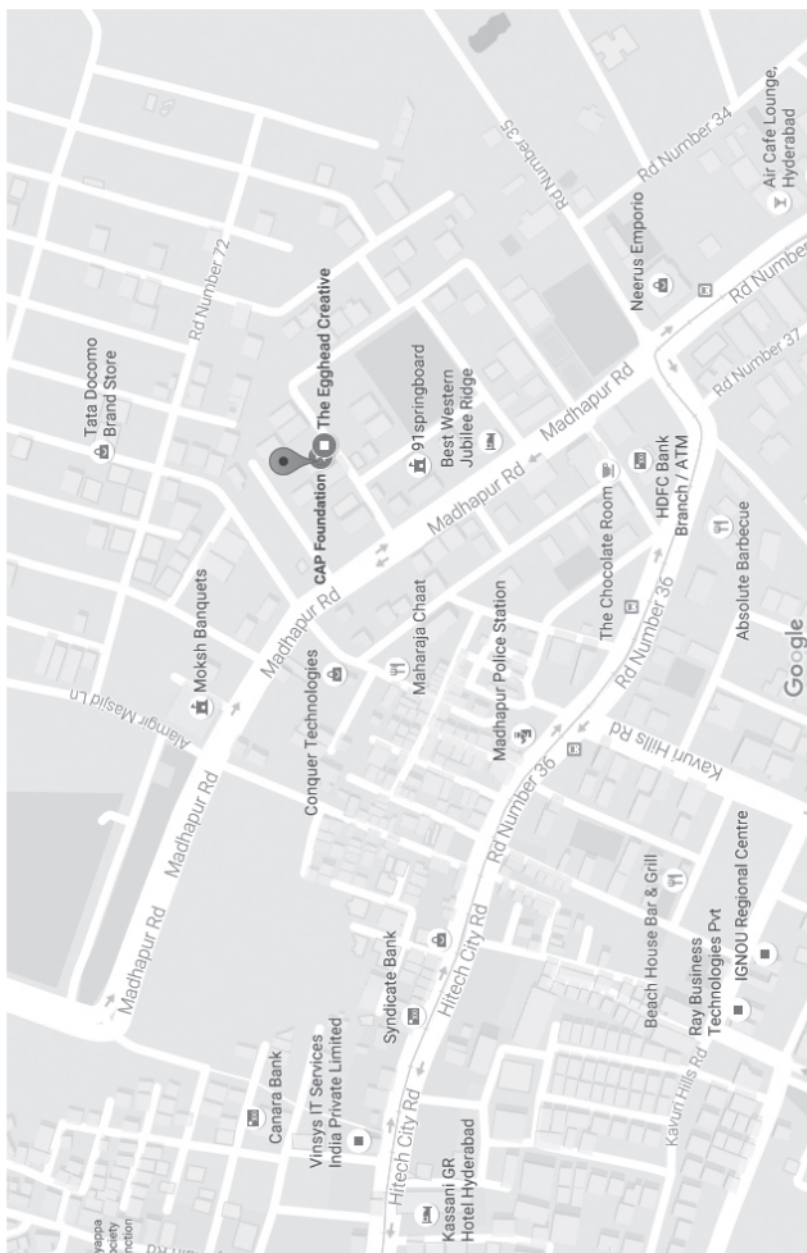 yappa
ociety
nction
Rd Number 72
Tata Docomo
Brand Store
Alamgir Masjid Ln
Moksh Banquets
Madhapur Rd
Madhapur Rd
Madhapur Rd
Canara Bank
Vinsys IT Services
India Private Limited
Conquer Technologies
CAP Foundation
The Egghead Creative
Maharaja Chaat
Syndicate Bank
Hitech City Rd
Hitech City Rd
Kassani GR
Hotel Hyderabad
91springboard
Best Western
Jubilee Ridge
Madhapur Rd
Madhapur Rd
Madhapur Police Station
Rd Number 36
Rd Number 35
The Chocolate Room
Rd Number 36
HDFC Bank
Branch / ATM
Neerus Emporio
Rd Number 34
Beach House Bar & Grill
Kavuri Hills Rd
Kavuri Hills Rd
Ray Business
Technologies Pvt
IGNOU Regional Centre
Absolute Barbecue
Rd Number 37
Rd Number
Air Cafe Lounge,
Hyderabad
Google